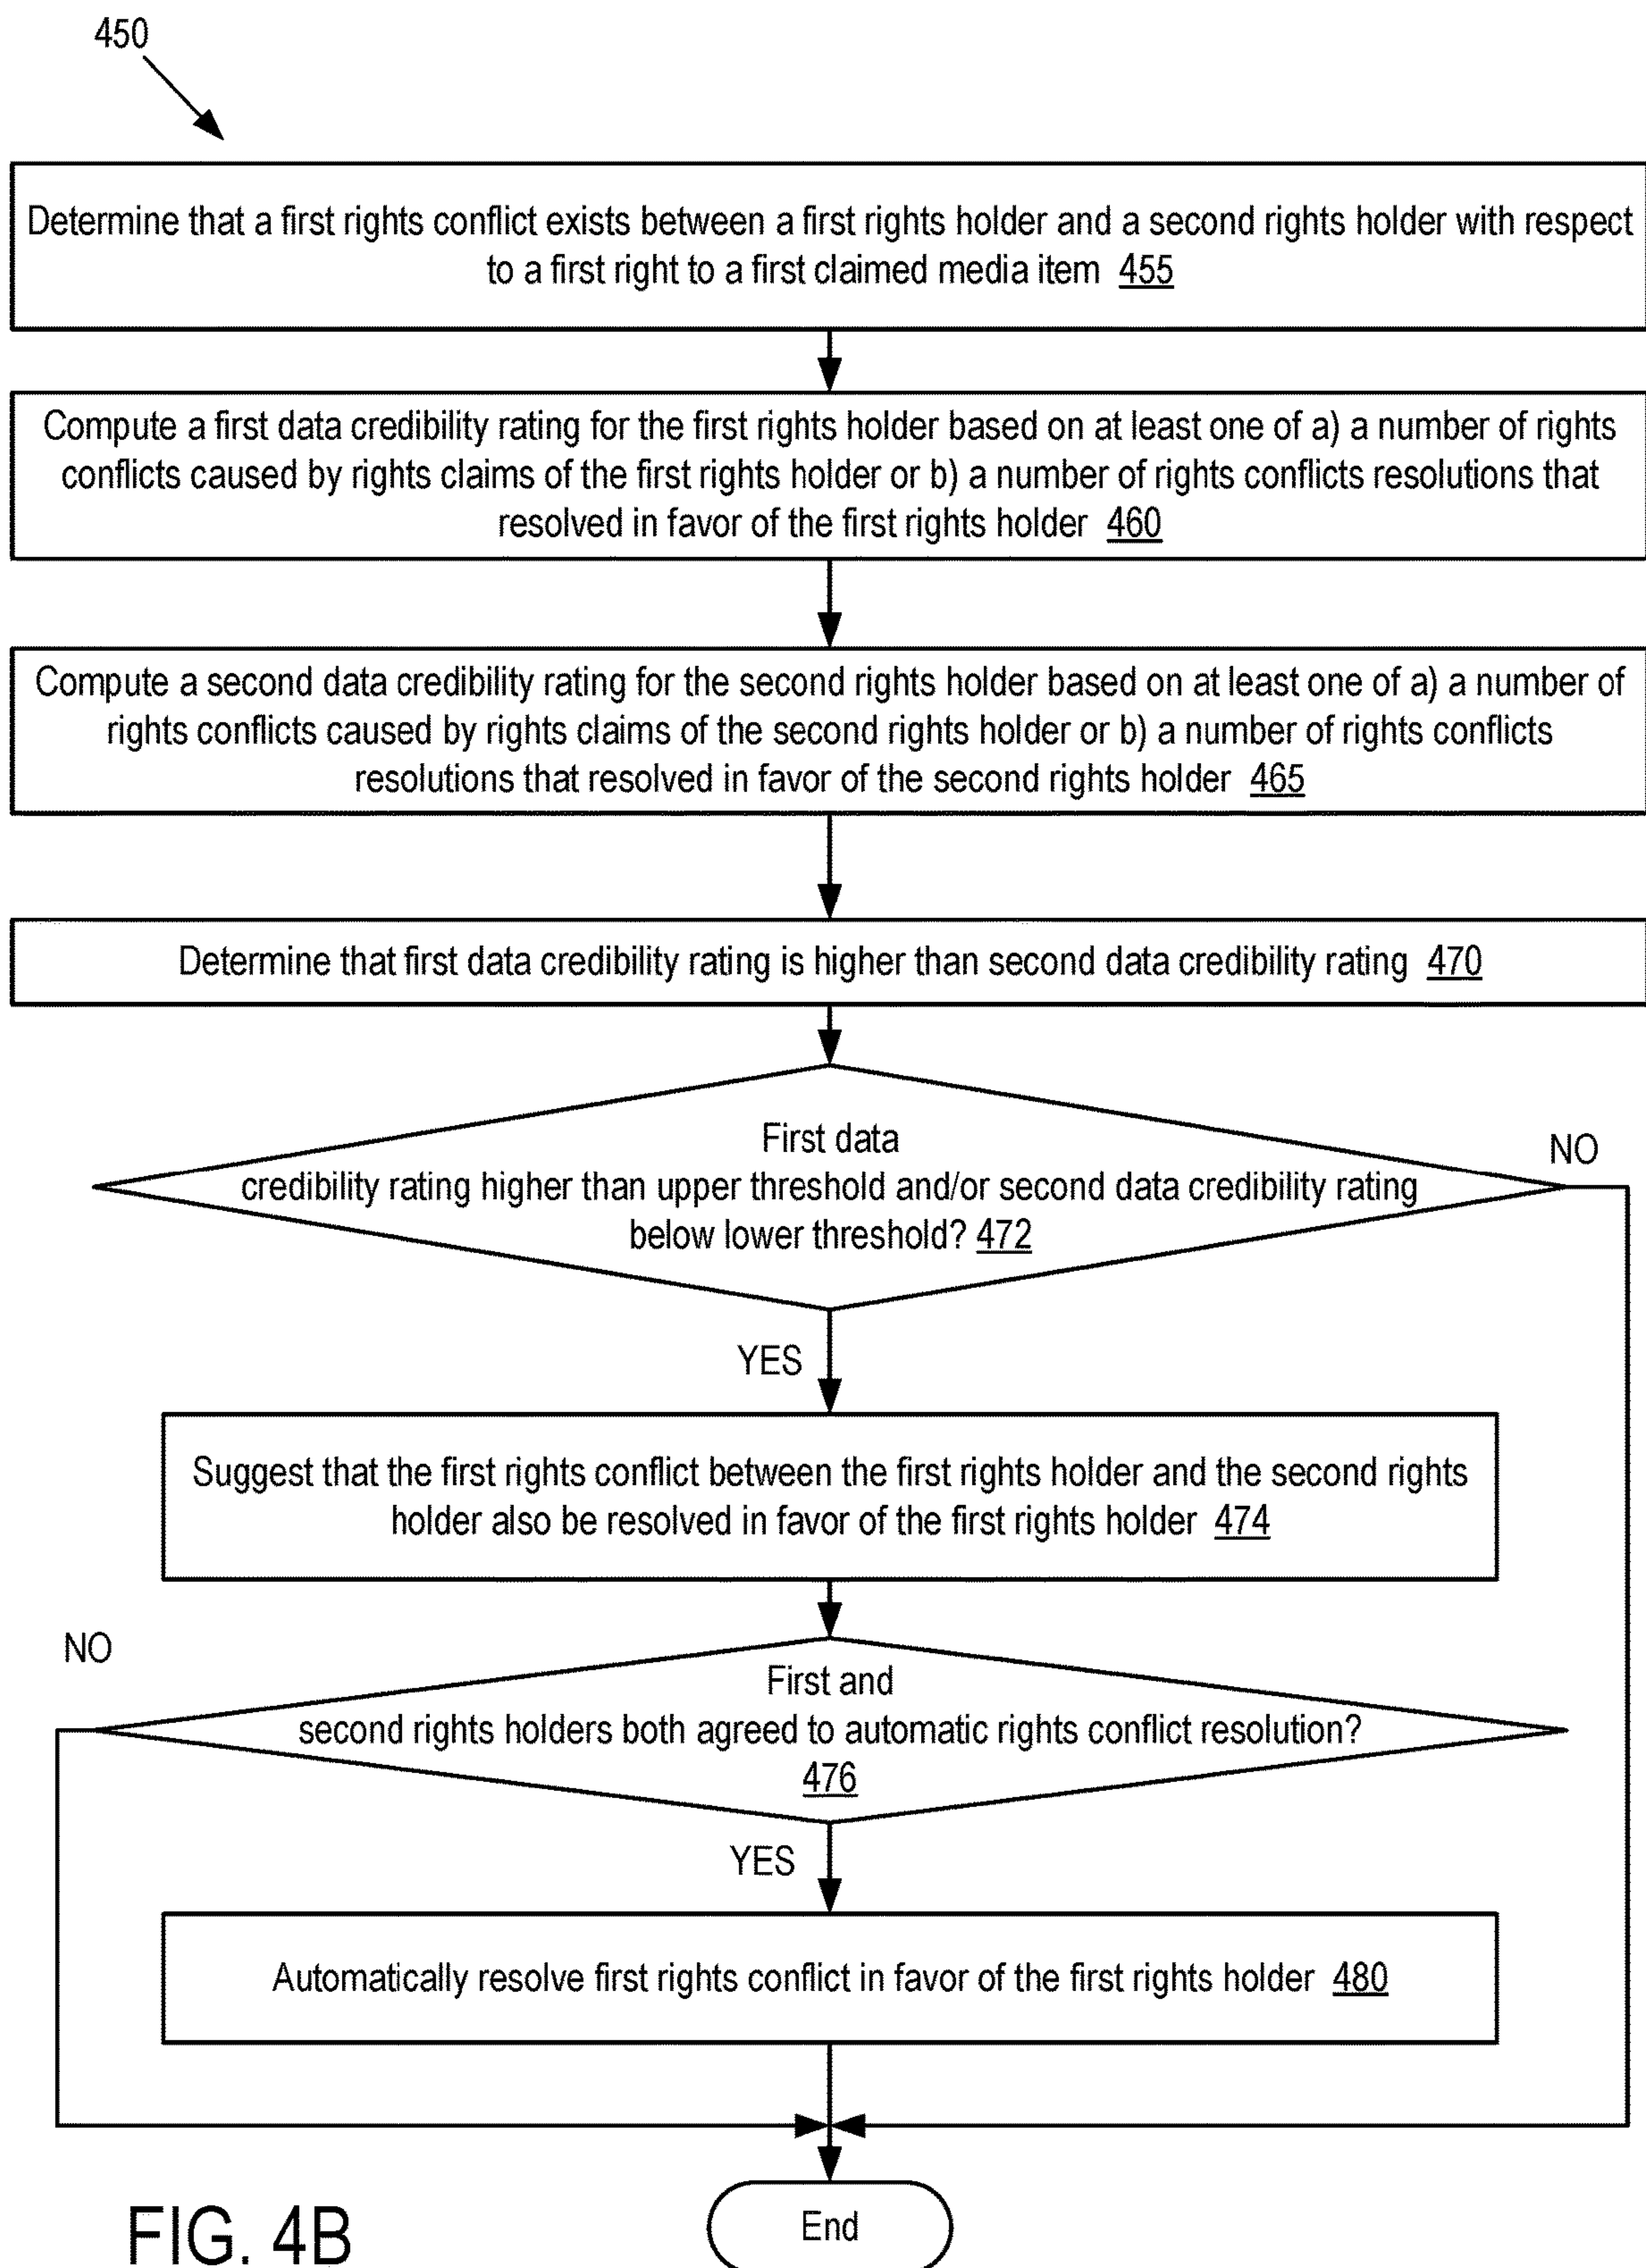 450
Determine that a first rights conflict exists between a first rights holder and a second rights holder with respect
to a first claimed media item 455
Compute a first data credibility rating for the first rights holder based on at least one of a) a number of rights
conflicts caused by rights claims of the first rights holder or b) a number of rights conflicts resolutions that
resolved in favor of the first rights holder 460
Compute a second data credibility rating for the second rights holder based on at least one of a) a number of
rights conflicts caused by rights claims of the second rights holder or b) a number of rights conflicts
resolutions that resolved in favor of the second rights holder 465
Determine that first data credibility rating is higher than second data credibility rating 470
First data
credibility rating higher than upper threshold and/or second data credibility rating
below lower threshold? 472
NO
YES
Suggest that the first rights conflict between the first rights holder and the second rights
holder also be resolved in favor of the first rights holder 474
NO
First and
second rights holders both agreed to automatic rights conflict resolution?
476
YES
Automatically resolve first rights conflict in favor of the first rights holder 480
End
FIG. 4B